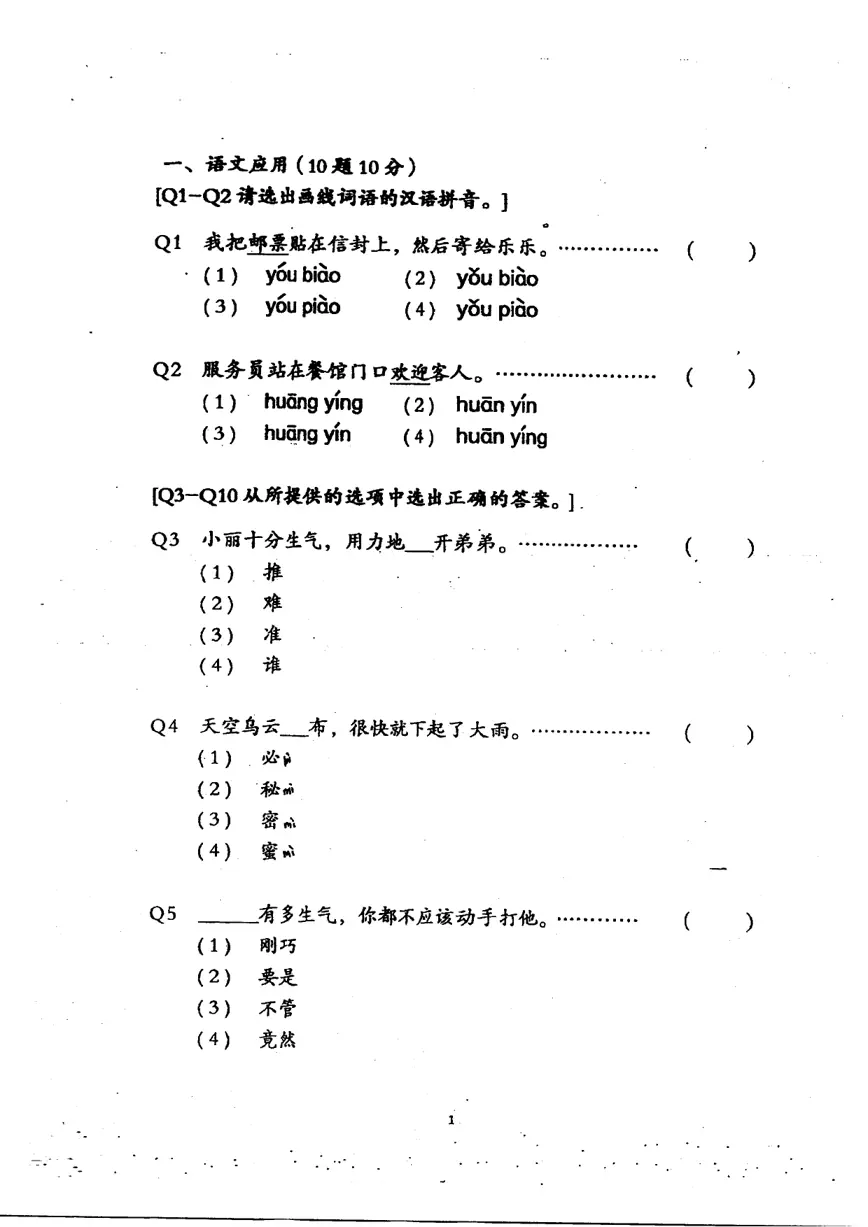 一、语文应用（10题10分）
[Q1-Q2 请选出画线词语的汉语拼音。]
Q1 我把邮票贴在信封上，然后寄给乐乐。················ （ ）
（1） yóu biào （2） yǒu biào
（3） yóu piào （4） yǒu piào
Q2 服务员站在餐馆门口欢迎客人。························ （ ）
（1） huāng yíng （2） huān yín
（3） huāng yín （4） huān yíng
[Q3-Q10 从所提供的选项中选出正确的答案。]
Q3 小丽十分生气，用力地___开弟弟。·················· （ ）
（1） 推
（2） 难
（3） 准
（4） 谁
Q4 天空乌云___布，很快就下起了大雨。··················· （ ）
（1） 必
（2） 秘 mì
（3） 密 mì
（4） 蜜 mì
Q5 ______有多生气，你都不应该动手打他。············· （ ）
（1） 刚巧
（2） 要是
（3） 不管
（4） 竟然
1